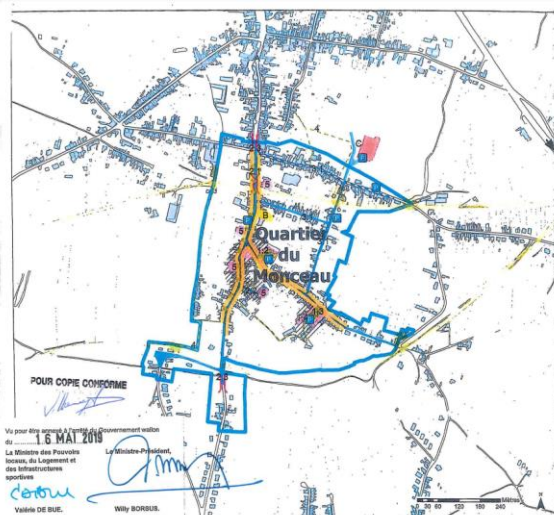 Quartier
du
Monceau
POUR COPIE CONFORME
Vu pour être annexé à l'arrêté du Gouvernement wallon
du 16 MAI 2019
La Ministre des Pouvoirs
locaux, du Logement et
des Infrastructures
sportives
Le Ministre-Président,
Valérie DE BUE.
Willy BORSUS.